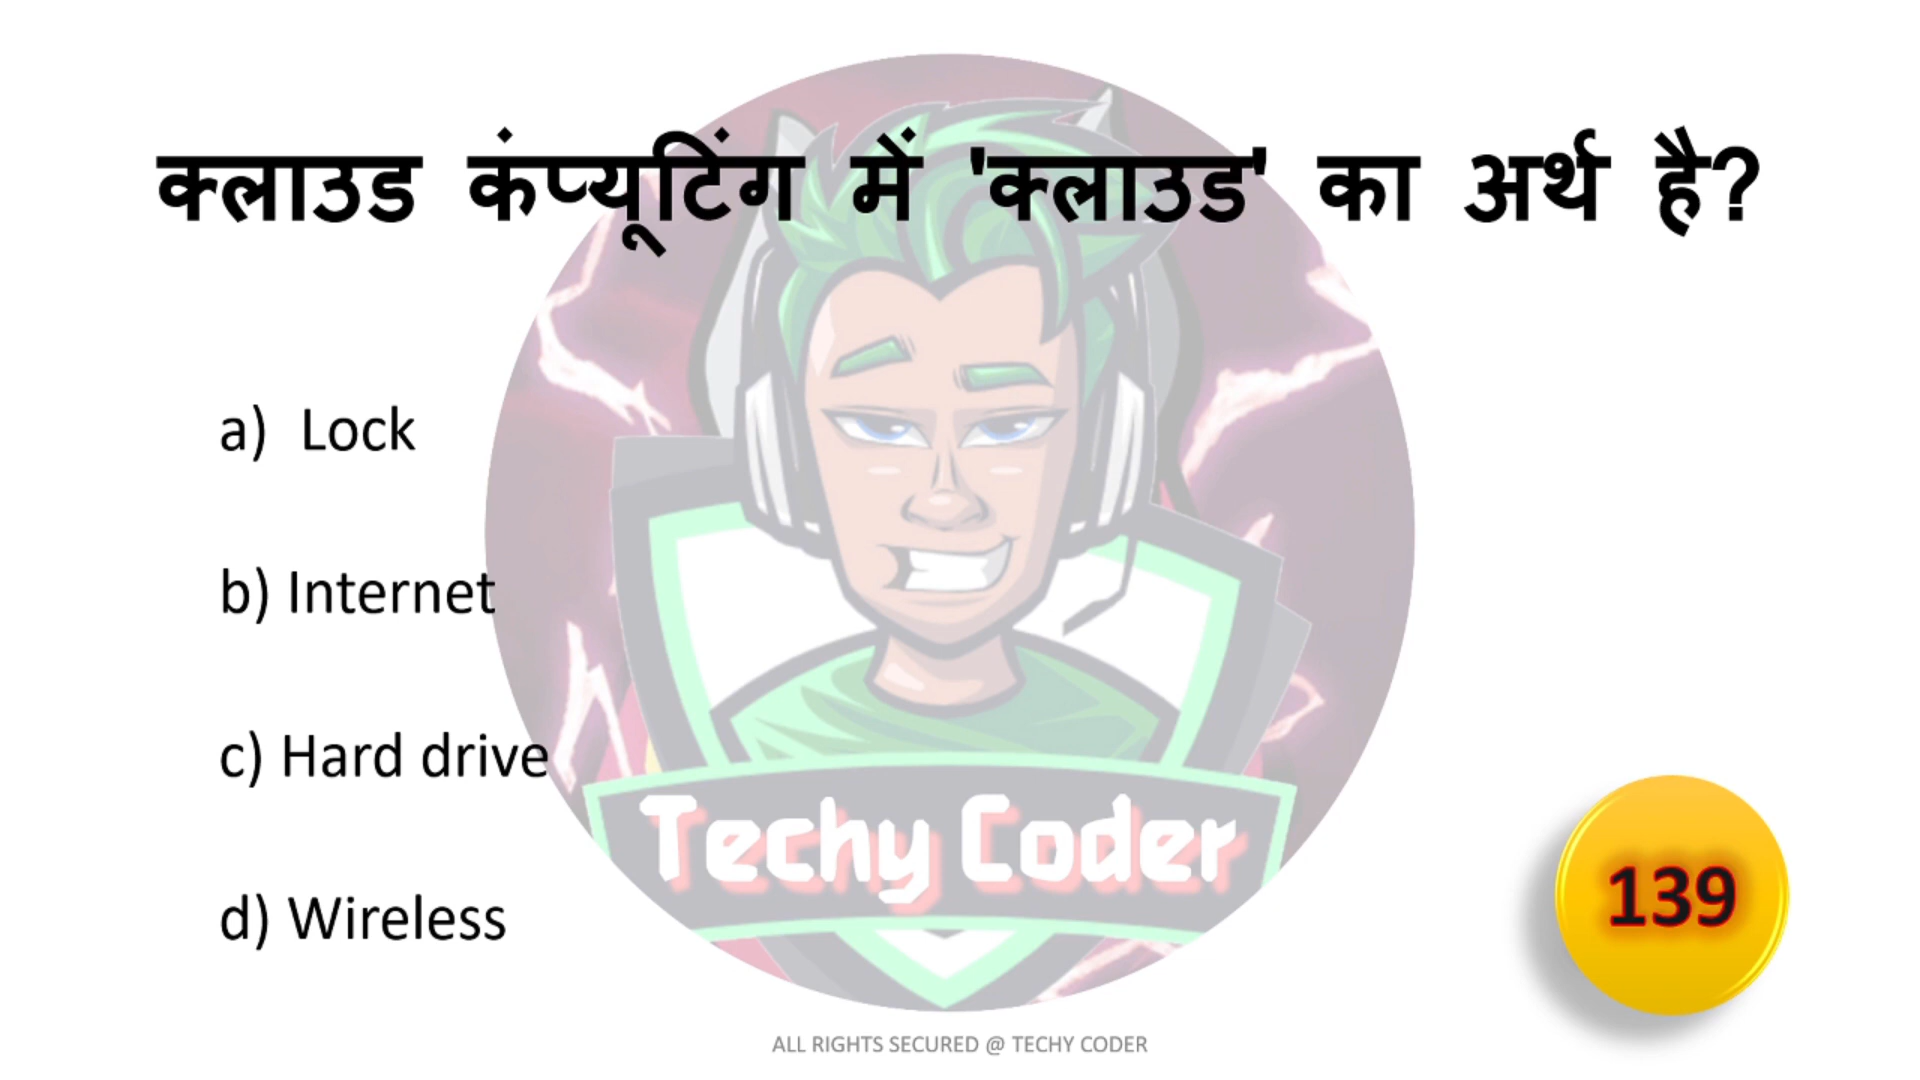 क्लाउड कंप्यूटिंग में 'क्लाउड' का अर्थ है?
a) Lock
b) Internet
c) Hard drive
d) Wireless
Techy Coder
139
ALL RIGHTS SECURED @ TECHY CODER